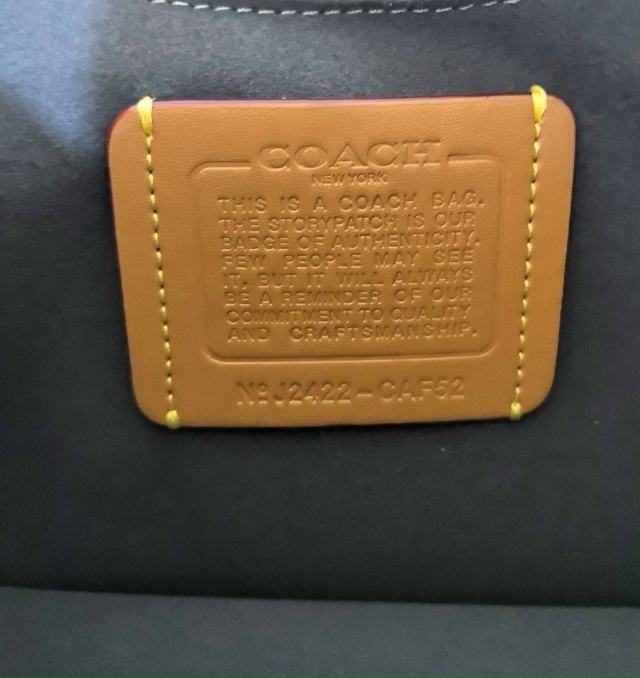 COACH
NEW YORK
THIS IS A COACH BAG.
THE STORYPATCH IS OUR
BADGE OF AUTHENTICITY.
FEW PEOPLE MAY SEE
IT. BUT IT WILL ALWAYS
BE A REMINDER OF OUR
COMMITMENT TO QUALITY
AND CRAFTSMANSHIP.
Nº J2422-CAF52